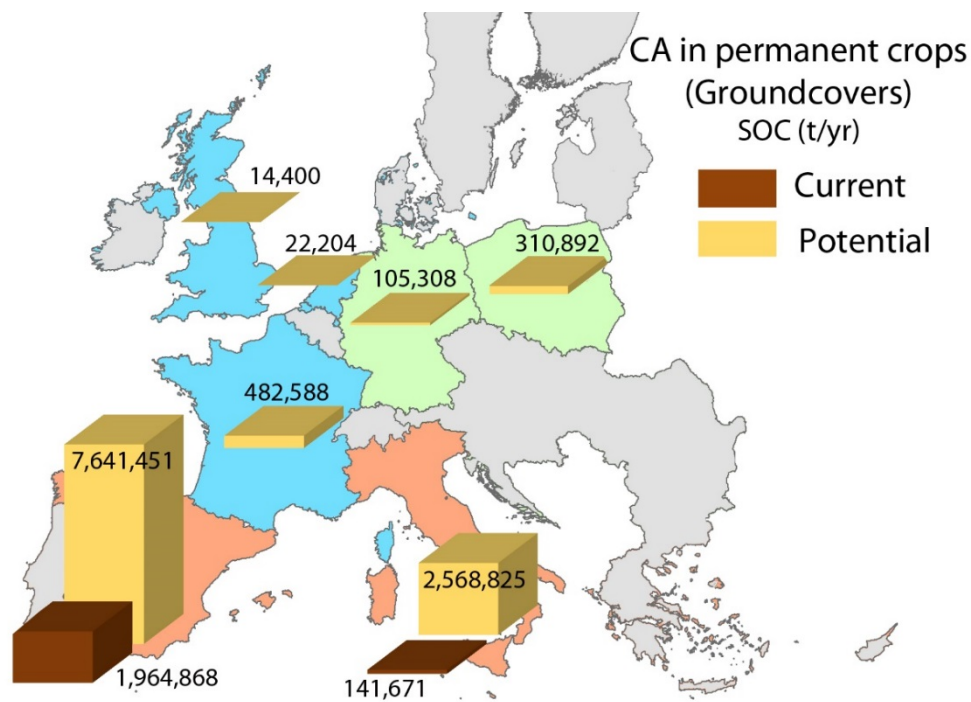 CA in permanent crops
(Groundcovers)
SOC (t/yr)
Current
Potential
14,400
22,204
310,892
105,308
482,588
7,641,451
2,568,825
1,964,868
141,671